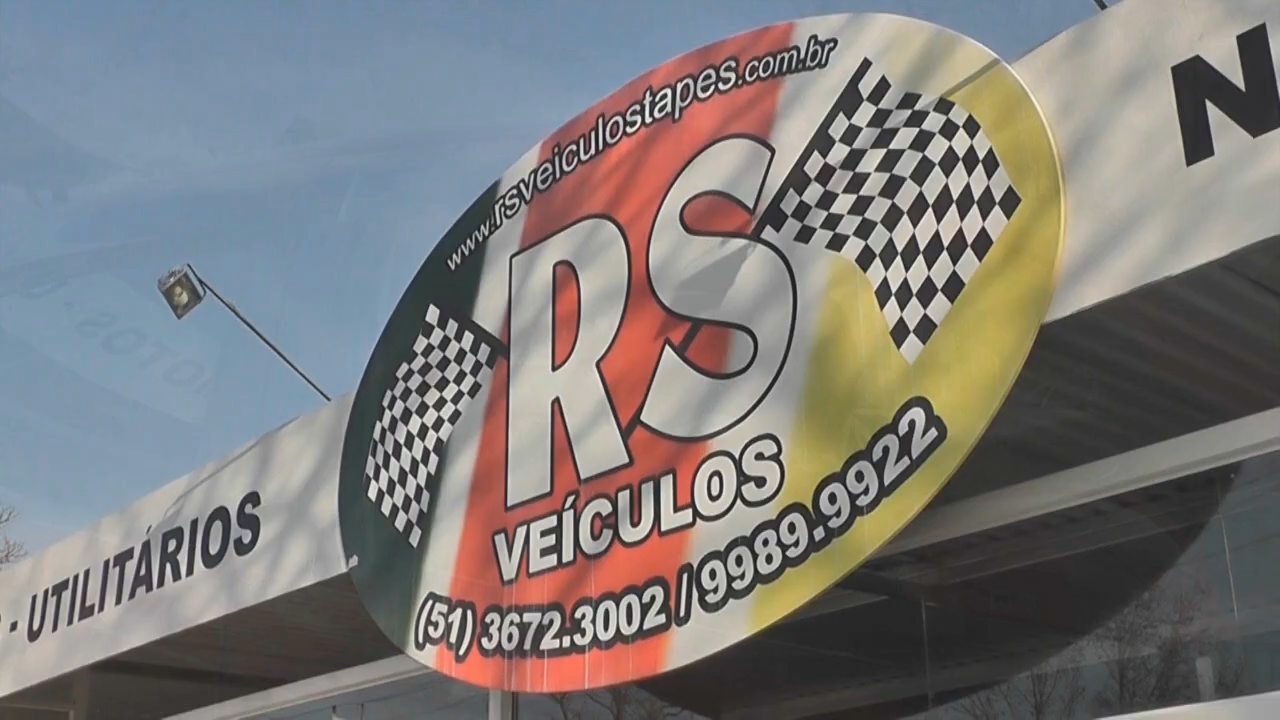 www.rsveiculostapes.com.br
RS
VEÍCULOS
(51) 3672.3002 / 9989.9922
- UTILITÁRIOS
N